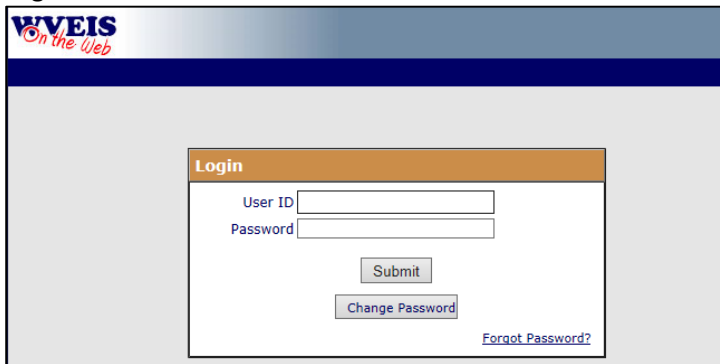 WVEIS
On the Web
Login
User ID
Password
Submit
Change Password
Forgot Password?